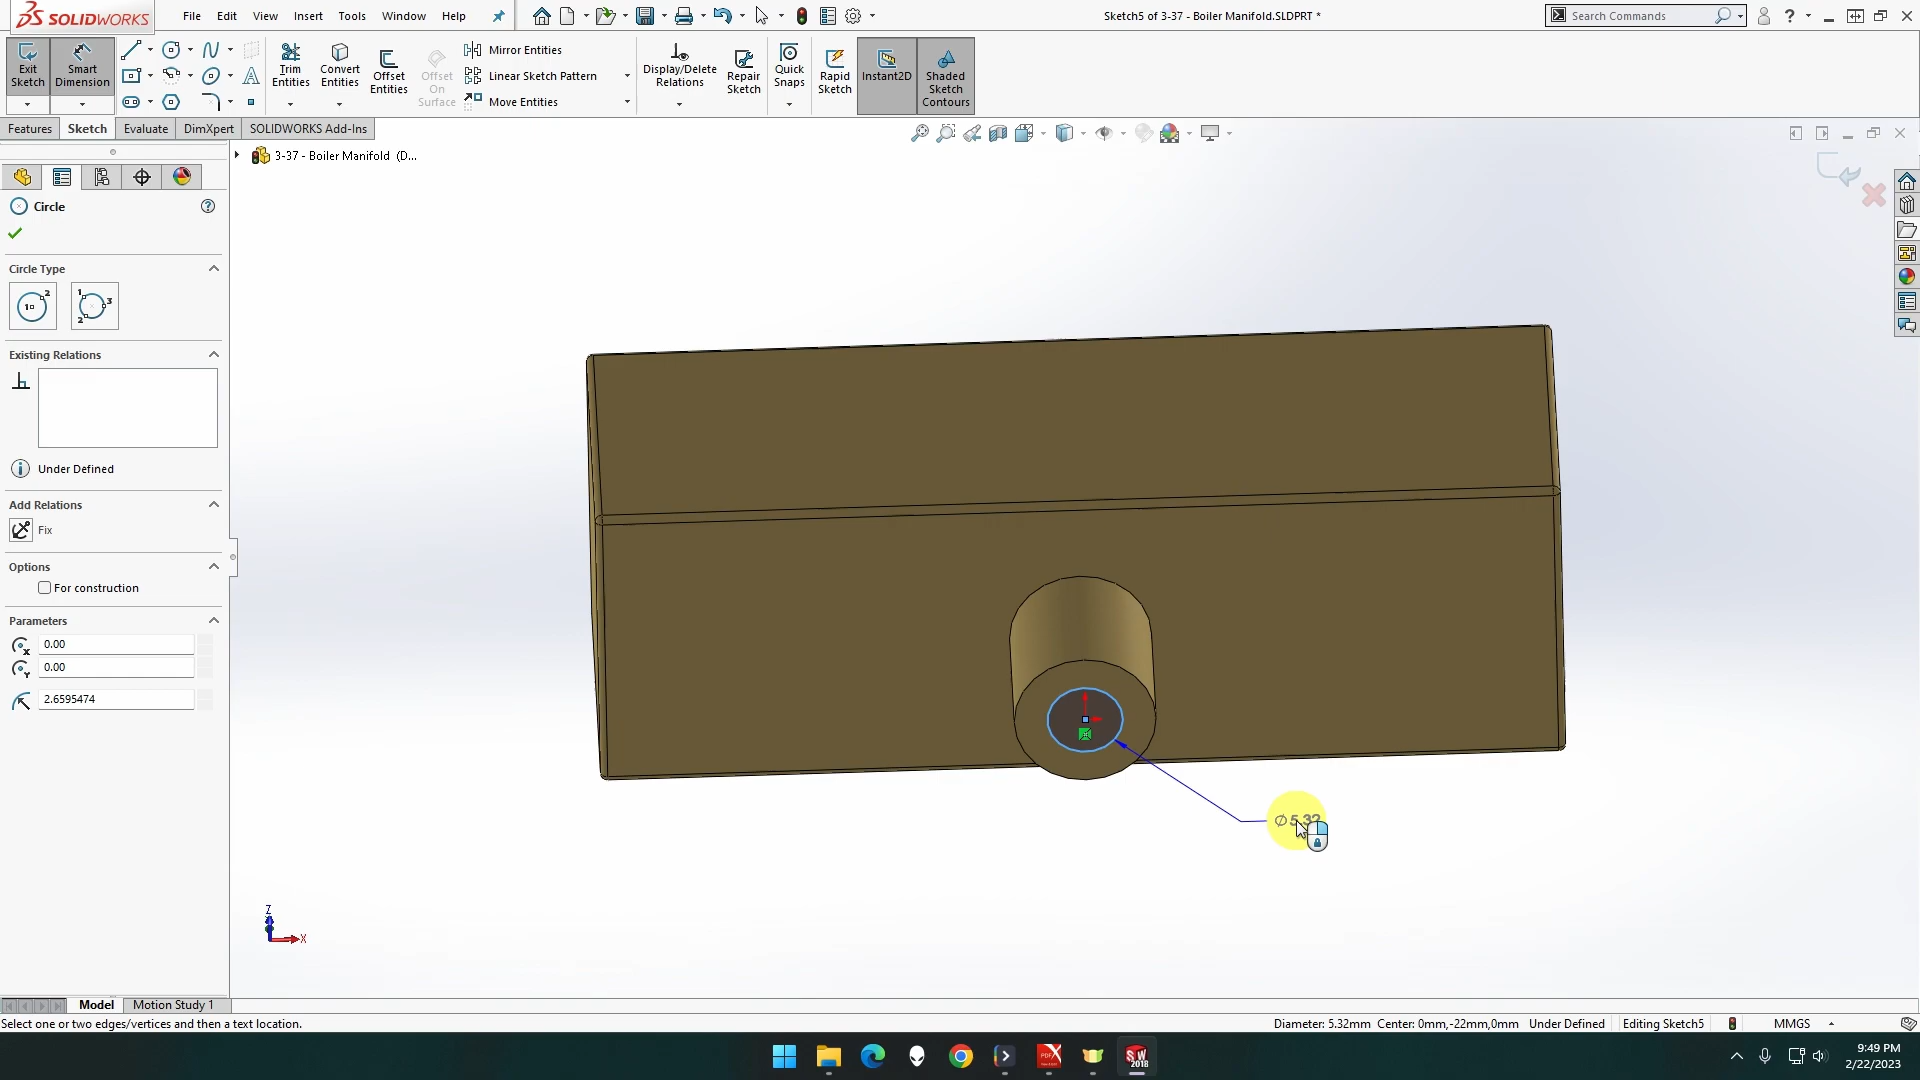 SOLIDWORKS
File Edit View Insert Tools Window Help
Sketch5 of 3-37 - Boiler Manifold.SLDPRT *
Search Commands
Exit Sketch
Smart Dimension
Trim Entities
Convert Entities
Offset Entities
Offset On Surface
Mirror Entities
Linear Sketch Pattern
Move Entities
Display/Delete Relations
Repair Sketch
Quick Snaps
Rapid Sketch
Instant2D
Shaded Sketch Contours
Features Sketch Evaluate DimXpert SOLIDWORKS Add-Ins
3-37 - Boiler Manifold (D...
Circle
Circle Type
Existing Relations
Under Defined
Add Relations
Fix
Options
For construction
Parameters
0.00
0.00
2.6595474
Ø5.32
Z
X
Model Motion Study 1
Select one or two edges/vertices and then a text location.
Diameter: 5.32mm Center: 0mm,-22mm,0mm Under Defined Editing Sketch5 MMGS
9:49 PM
2/22/2023